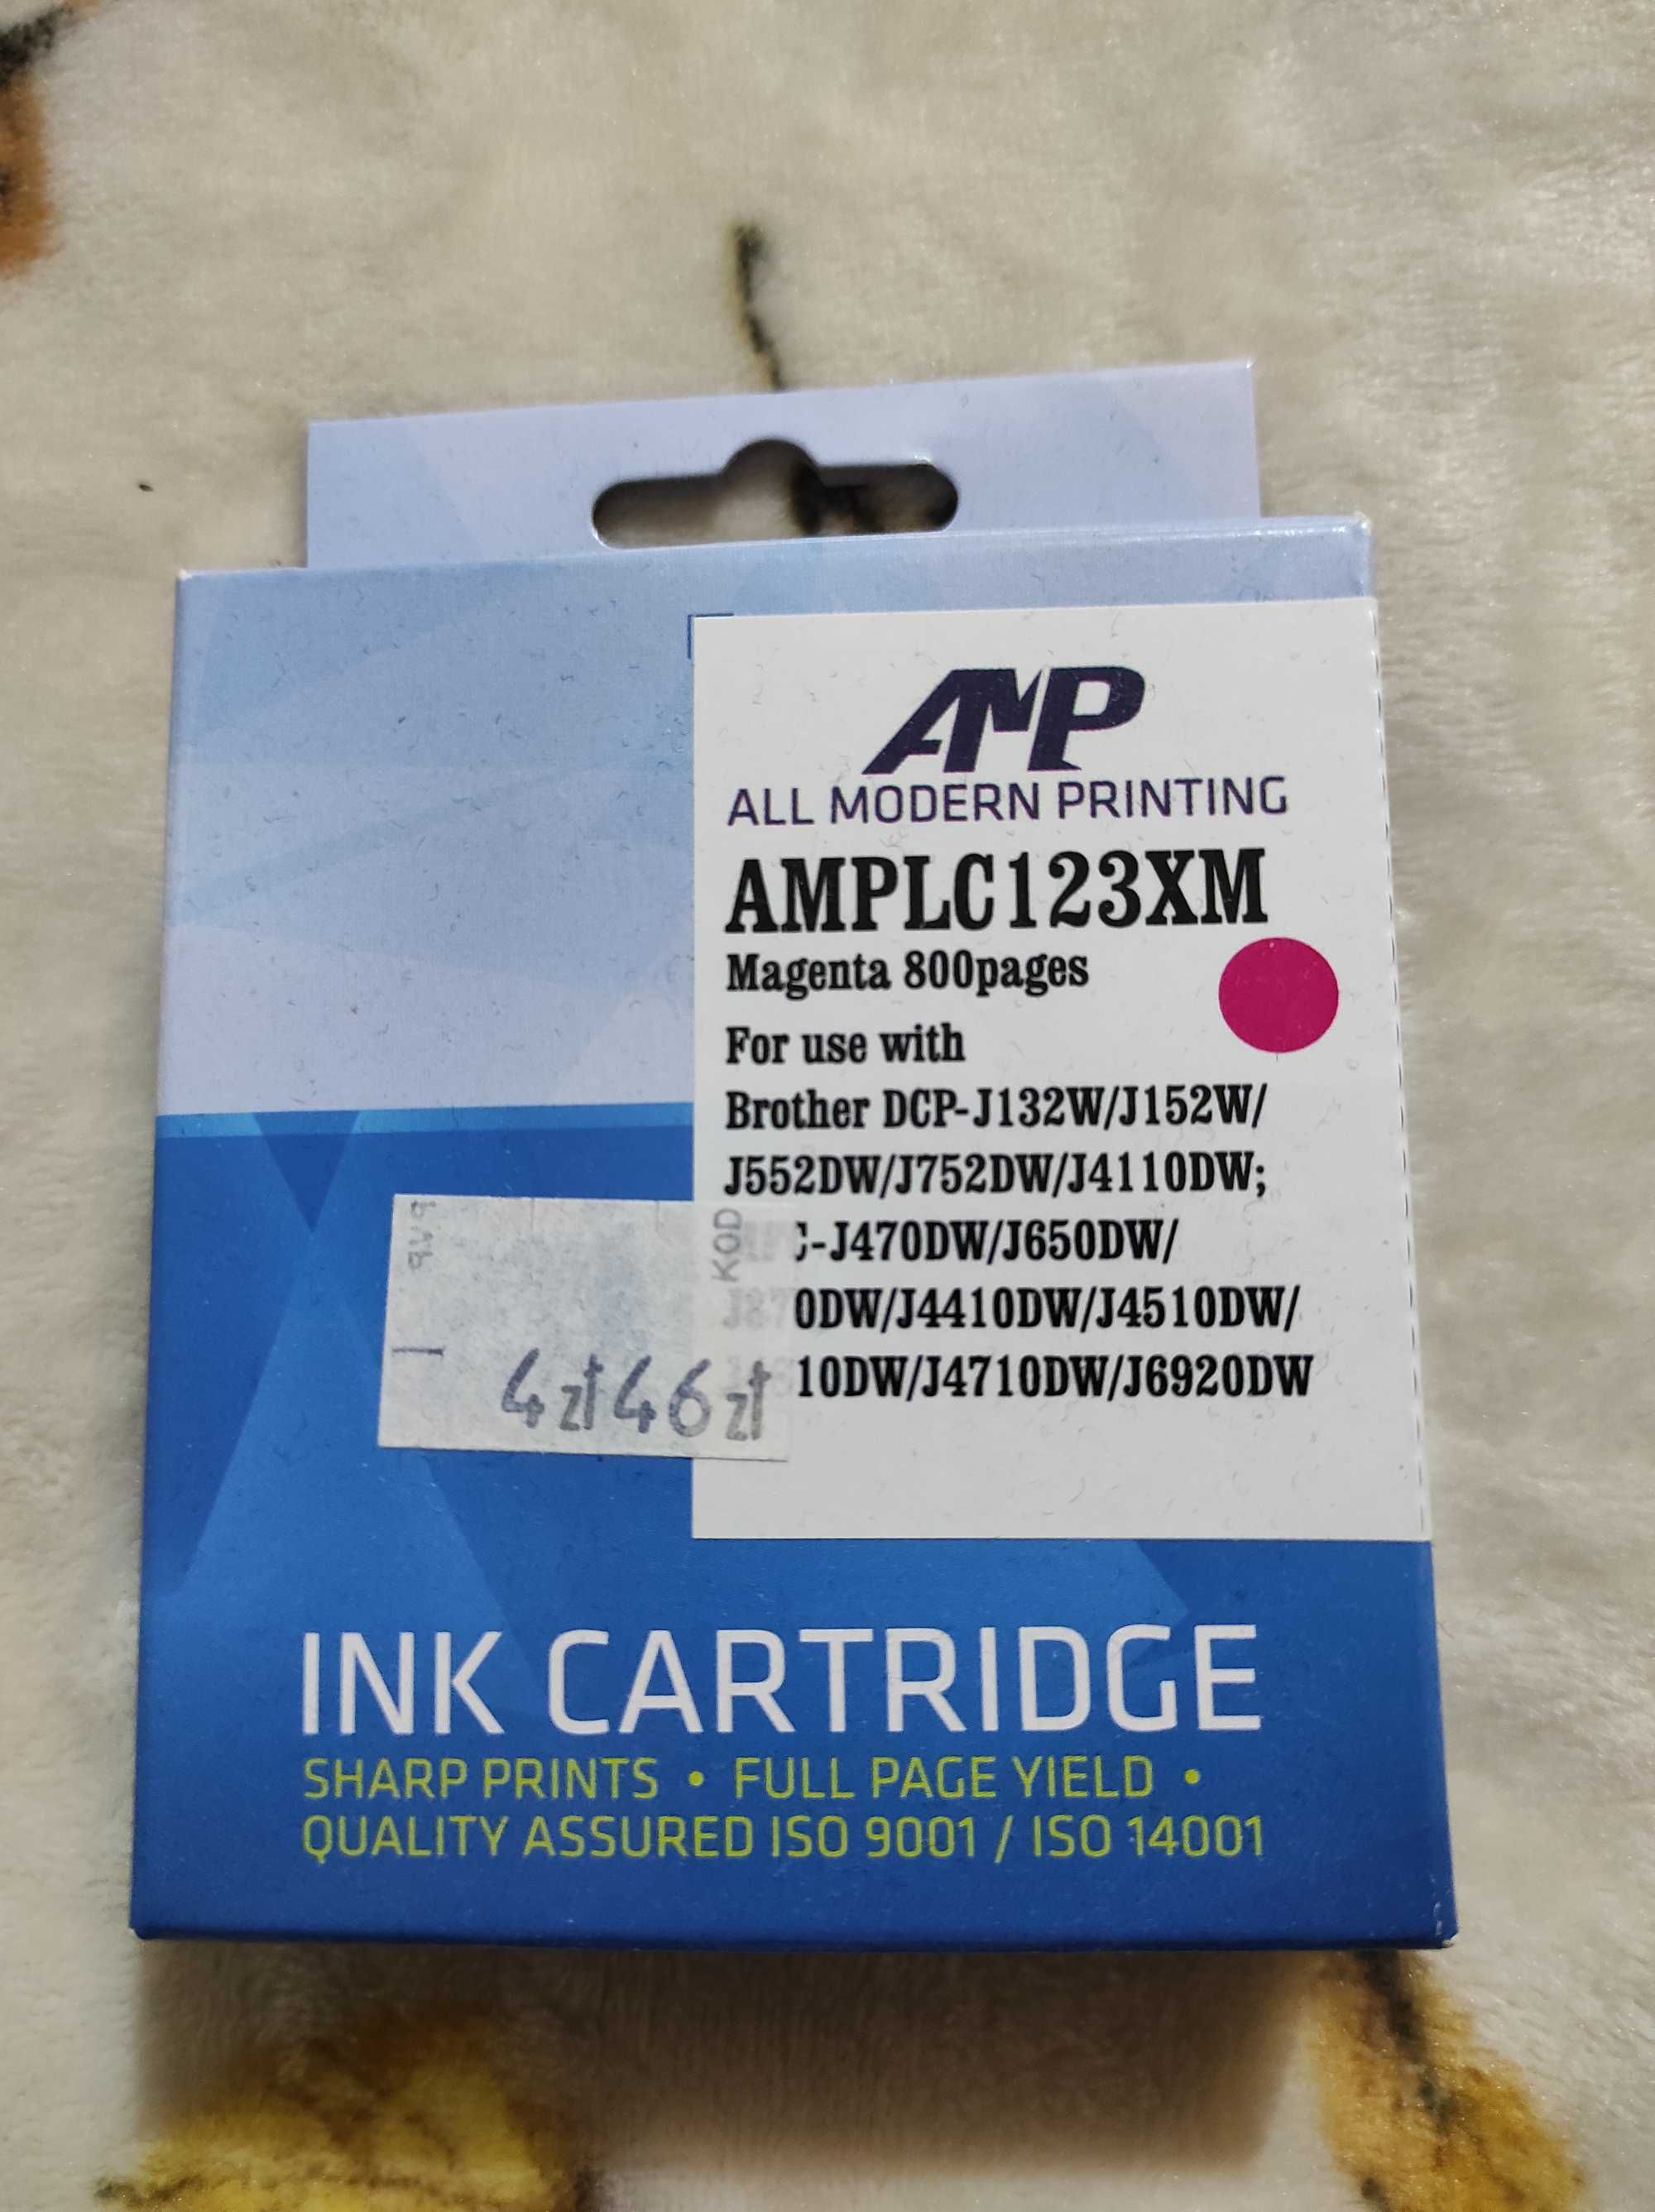 AMP
ALL MODERN PRINTING
AMPLC123XM
Magenta 800pages
For use with
Brother DCP-J132W/J152W/
J552DW/J752DW/J4110DW;
-J470DW/J650DW/
0DW/J4410DW/J4510DW/
10DW/J4710DW/J6920DW
KOD
4zł 46zł
INK CARTRIDGE
SHARP PRINTS • FULL PAGE YIELD •
QUALITY ASSURED ISO 9001 / ISO 14001